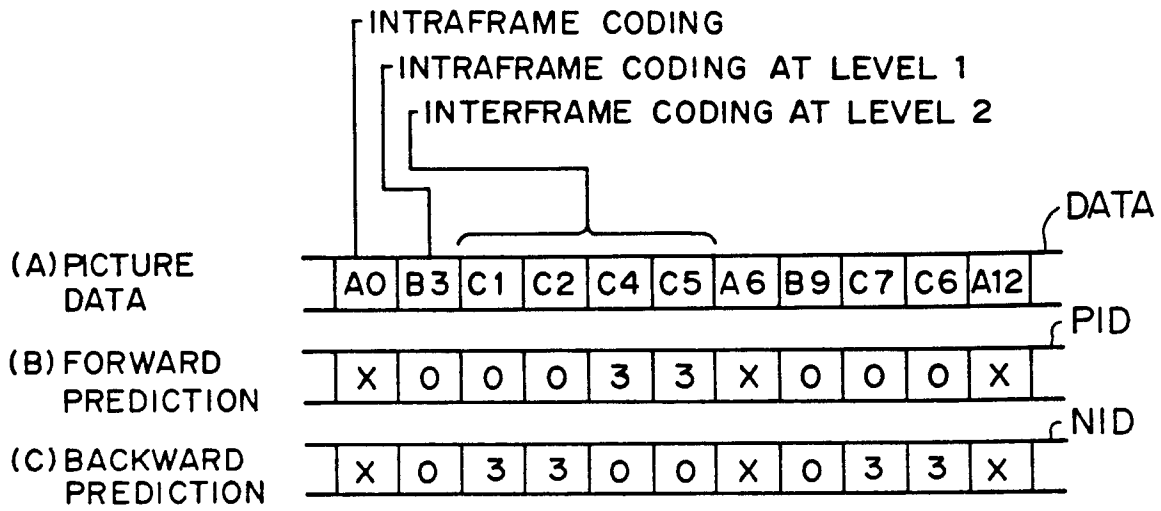 INTRAFRAME CODING
INTRAFRAME CODING AT LEVEL 1
INTERFRAME CODING AT LEVEL 2
DATA
(A) PICTURE DATA
A0 B3 C1 C2 C4 C5 A6 B9 C7 C6 A12
PID
(B) FORWARD PREDICTION
X 0 0 0 3 3 X 0 0 0 X
NID
(C) BACKWARD PREDICTION
X 0 3 3 0 0 X 0 3 3 X